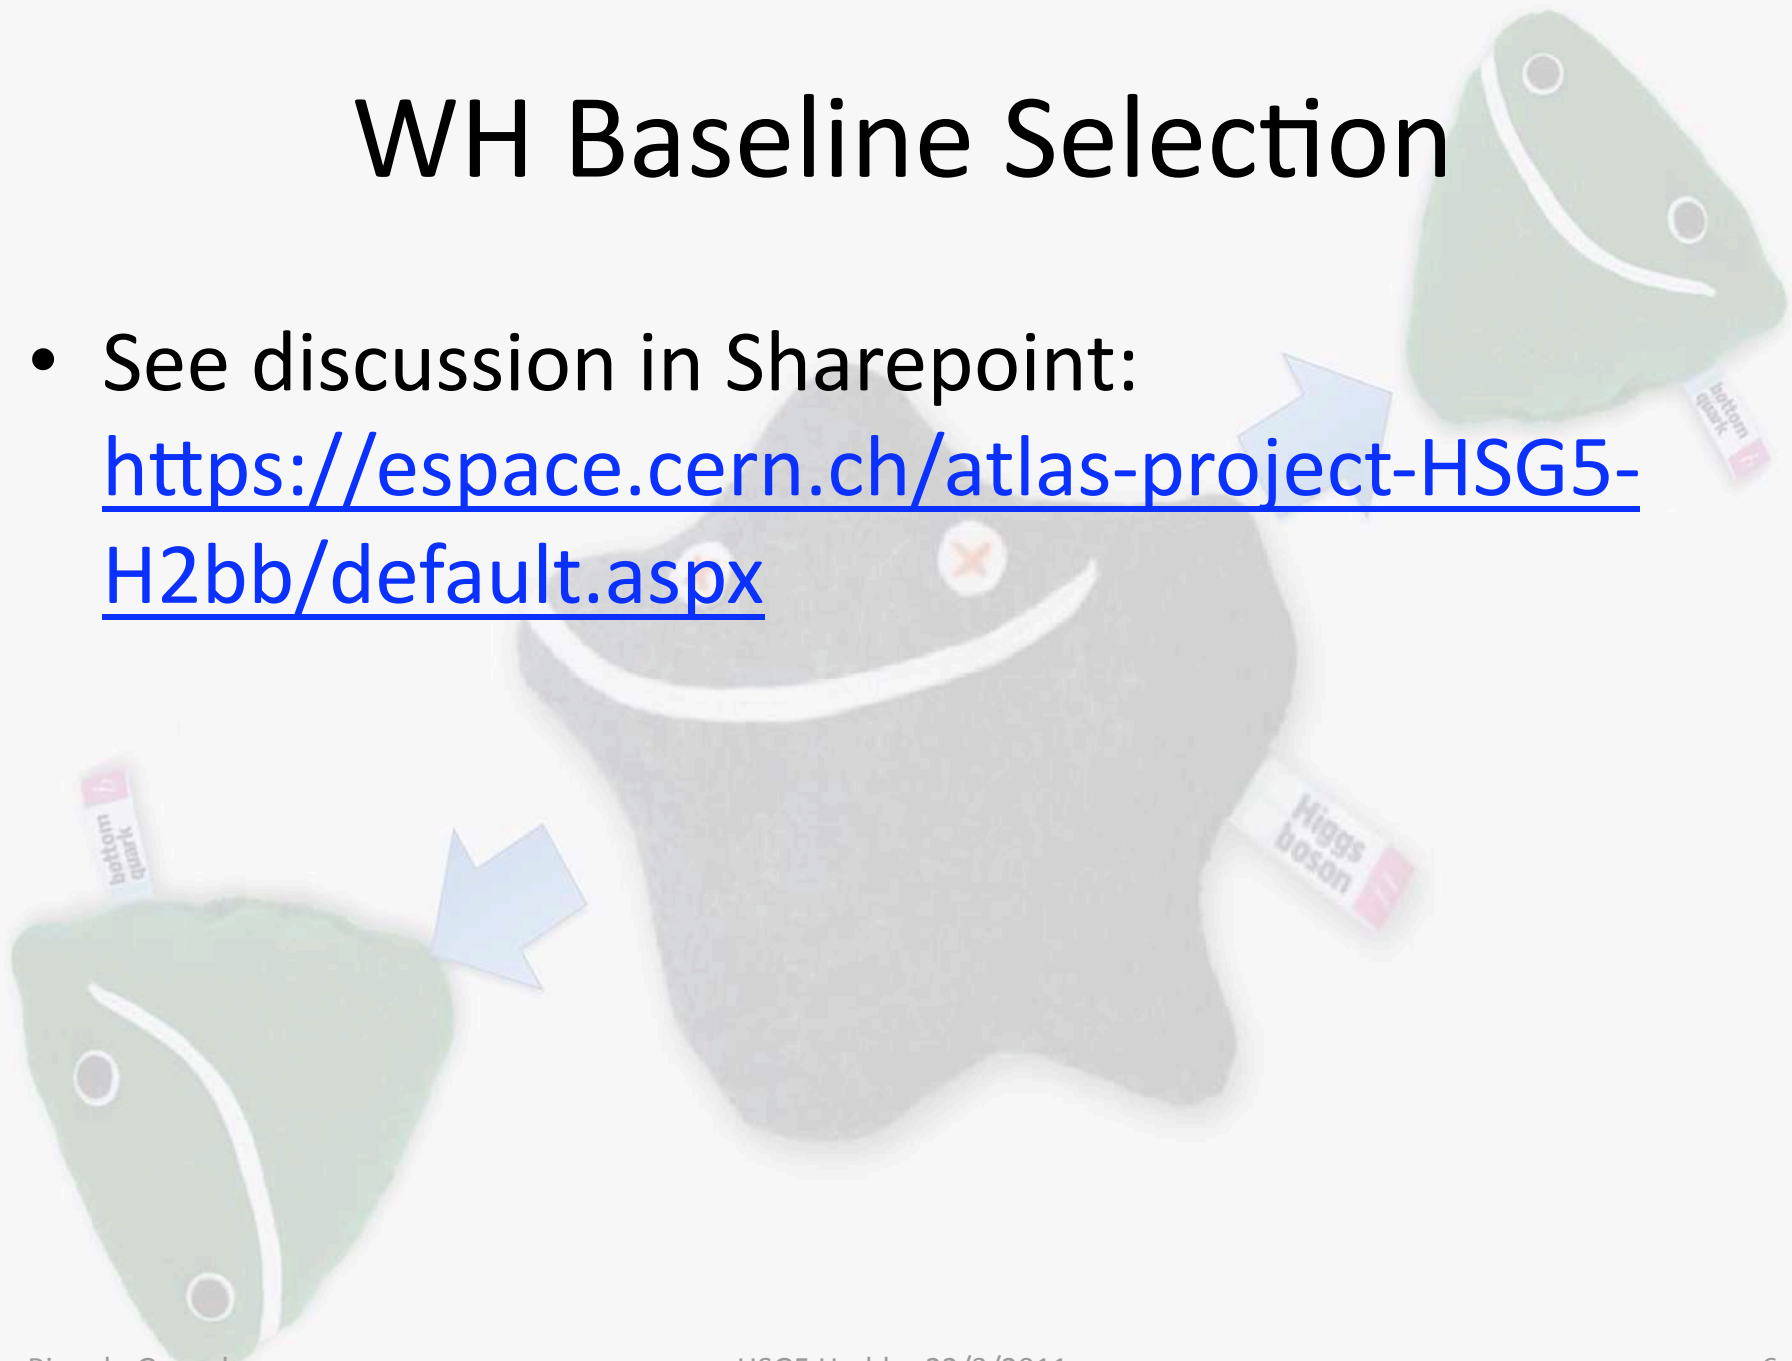 WH Baseline Selection
• See discussion in Sharepoint:
https://espace.cern.ch/atlas-project-HSG5-
H2bb/default.aspx
bottom
quark
Higgs
boson
bottom
quark